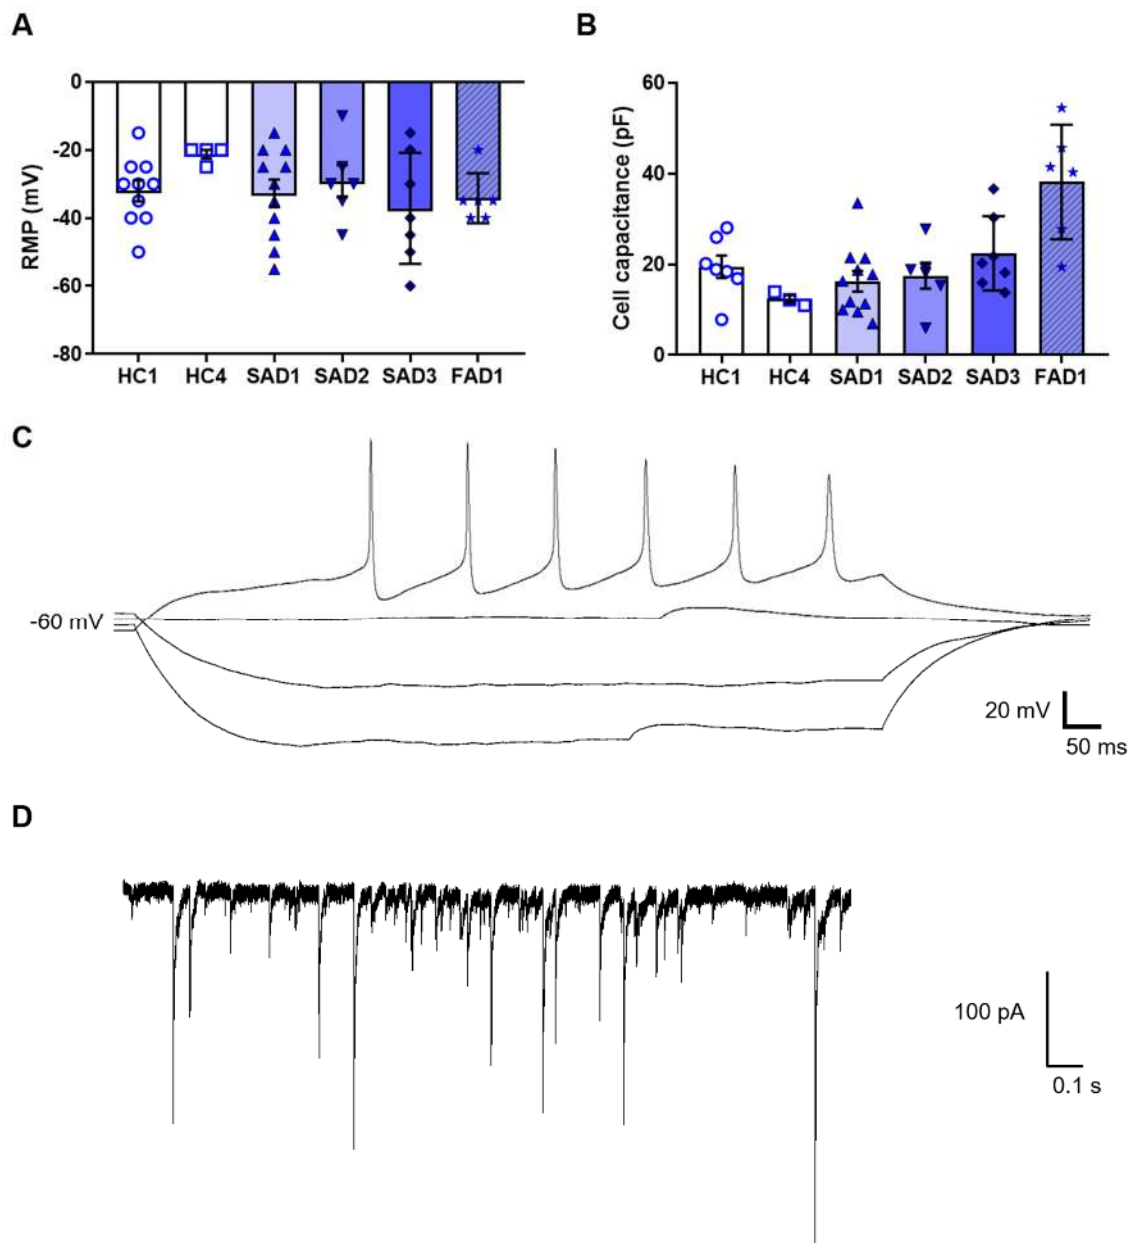 A
B
0
-20
-40
-60
-80
RMP (mV)
HC1 HC4 SAD1 SAD2 SAD3 FAD1
60
40
20
0
Cell capacitance (pF)
HC1 HC4 SAD1 SAD2 SAD3 FAD1
C
-60 mV
20 mV
50 ms
D
100 pA
0.1 s